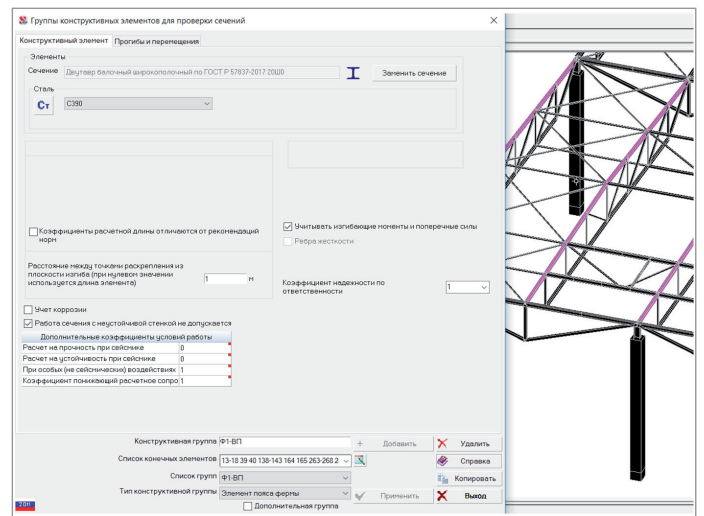 Группы конструктивных элементов для проверки сечений
Конструктивный элемент
Прогибы и перемещения
Элементы
Сечение
Двутавр балочный широкополочный по ГОСТ Р 57837-2017 20Ш0
Заменить сечение
Сталь
Ст
С390
Коэффициенты расчетной длины отличаются от рекомендаций
норм
Учитывать изгибающие моменты и поперечные силы
Ребра жесткости
Расстояние между точками раскрепления из
плоскости изгиба (при нулевом значении
используется длина элемента)
1
м
Коэффициент надежности по
ответственности
1
Учет коррозии
Работа сечения с неустойчивой стенкой не допускается
Дополнительные коэффициенты условий работы
Расчет на прочность при сейсмике
0
Расчет на устойчивость при сейсмике
0
При особых (не сейсмических) воздействиях
1
Коэффициент понижающий расчетное сопро
1
Конструктивная группа
Ф1-ВП
+ Добавить
Удалить
Список конечных элементов
13-18 39 40 138-143 164 165 263-268 2
Справка
Список групп
Ф1-ВП
Копировать
Тип конструктивной группы
Элемент пояса фермы
Применить
Выход
Дополнительная группа